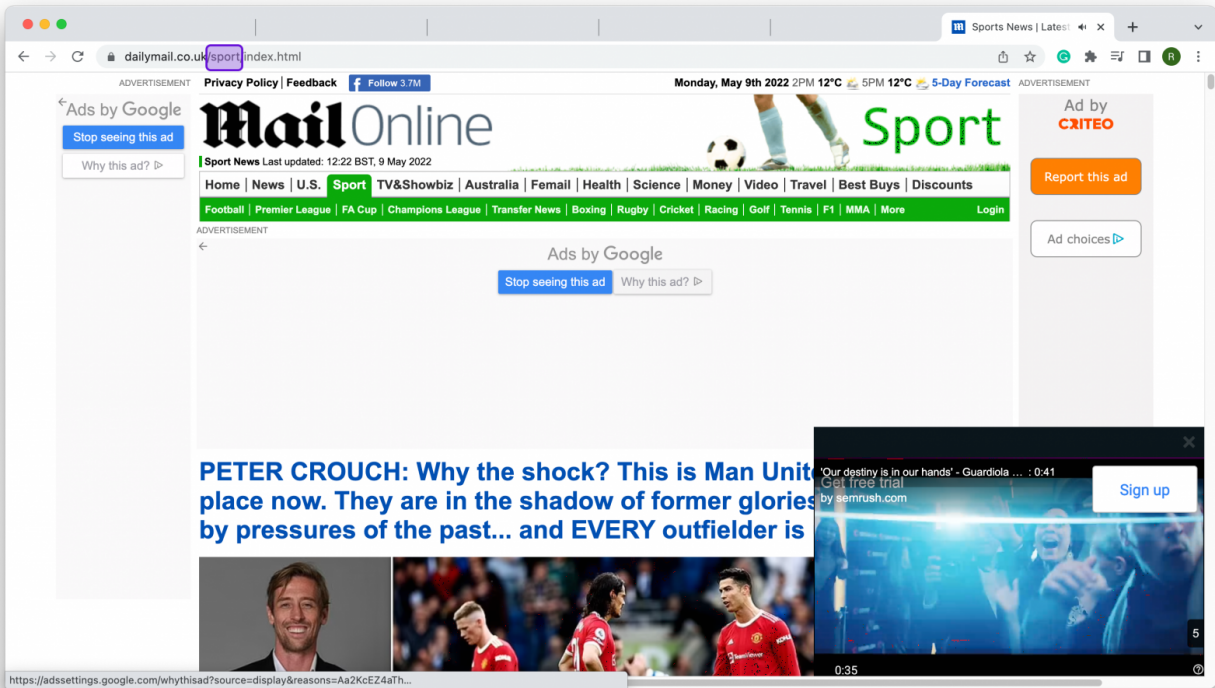 Sports News | Lates
dailymail.co.uk/sport/index.html
R
ADVERTISEMENT
Privacy Policy | Feedback
Follow 3.7M
Monday, May 9th 2022 2PM 12°C 5PM 12°C 5-Day Forecast
ADVERTISEMENT
Ads by Google
Stop seeing this ad
Why this ad?
Mail Online
Sport
Sport News Last updated: 12:22 BST, 9 May 2022
Ad by
CRITEO
Report this ad
Ad choices
Home | News | U.S. | Sport | TV&Showbiz | Australia | Femail | Health | Science | Money | Video | Travel | Best Buys | Discounts
Football | Premier League | FA Cup | Champions League | Transfer News | Boxing | Rugby | Cricket | Racing | Golf | Tennis | F1 | MMA | More Login
ADVERTISEMENT
Ads by Google
Stop seeing this ad
Why this ad?
PETER CROUCH: Why the shock? This is Man Unit
place now. They are in the shadow of former glories
by pressures of the past... and EVERY outfielder is
'Our destiny is in our hands' - Guardiola ... : 0:41
Get free trial
by semrush.com
Sign up
5
0:35
https://adssettings.google.com/whythisad?source=display&reasons=Aa2KcEZ4aTh...